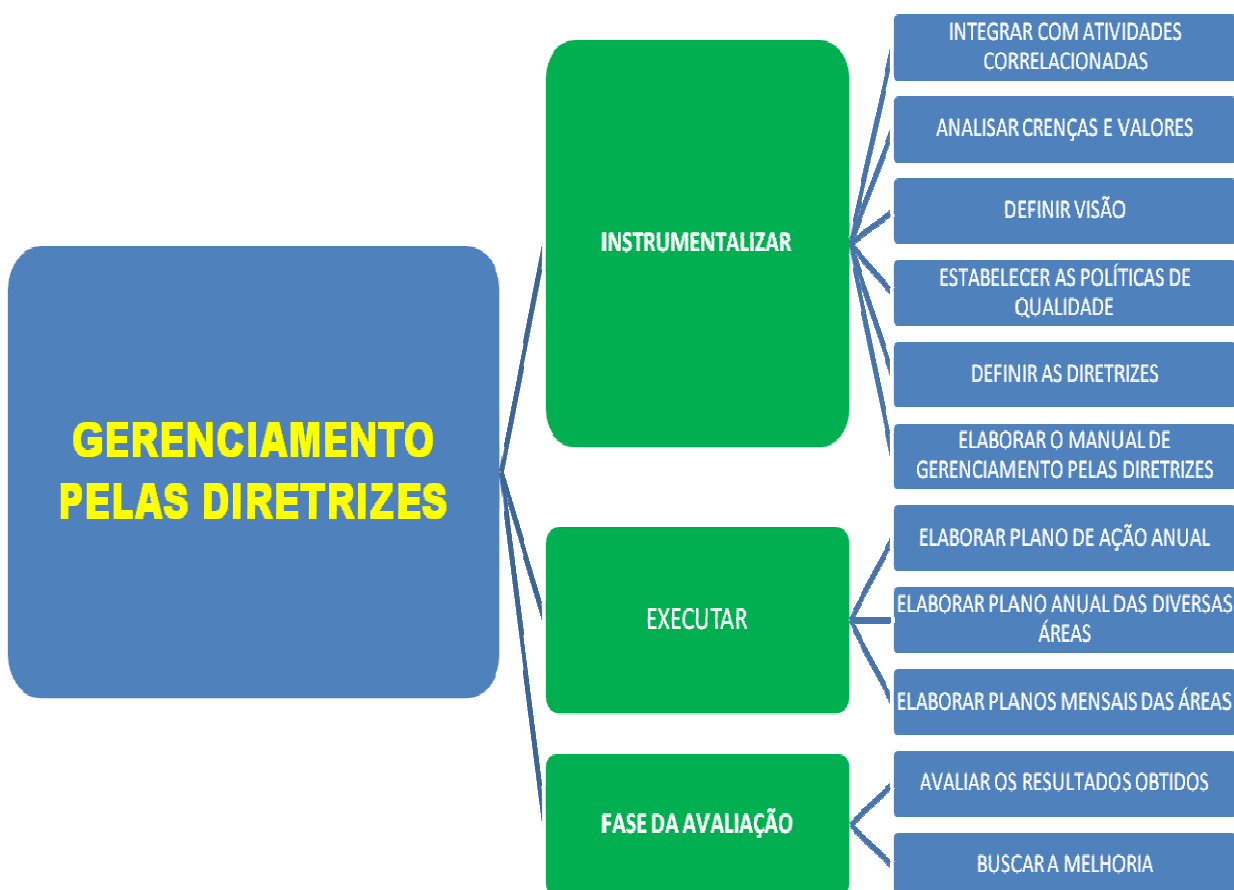 GERENCIAMENTO
PELAS DIRETRIZES
INSTRUMENTALIZAR
INTEGRAR COM ATIVIDADES
CORRELACIONADAS
ANALISAR CRENÇAS E VALORES
DEFINIR VISÃO
ESTABELECER AS POLÍTICAS DE
QUALIDADE
DEFINIR AS DIRETRIZES
ELABORAR O MANUAL DE
GERENCIAMENTO PELAS DIRETRIZES
EXECUTAR
ELABORAR PLANO DE AÇÃO ANUAL
ELABORAR PLANO ANUAL DAS DIVERSAS
ÁREAS
ELABORAR PLANOS MENSAIS DAS ÁREAS
FASE DA AVALIAÇÃO
AVALIAR OS RESULTADOS OBTIDOS
BUSCAR A MELHORIA